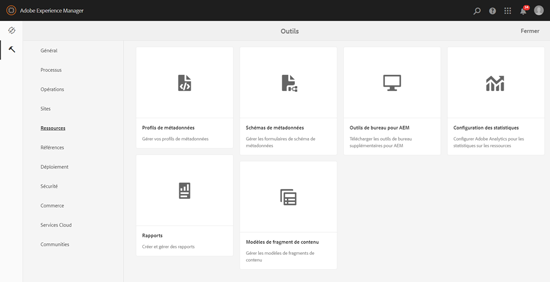 Adobe Experience Manager
Outils
Fermer
Général
Processus
Opérations
Sites
Ressources
Références
Déploiement
Sécurité
Commerce
Services Cloud
Communities
Profils de métadonnées
Gérer vos profils de métadonnées
Schémas de métadonnées
Gérer les formulaires de schéma de
métadonnées
Outils de bureau pour AEM
Télécharger les outils de bureau
supplémentaires pour AEM
Configuration des statistiques
Configurer Adobe Analytics pour les
statistiques sur les ressources
Rapports
Créer et gérer des rapports
Modèles de fragment de contenu
Gérer les modèles de fragments de
contenu